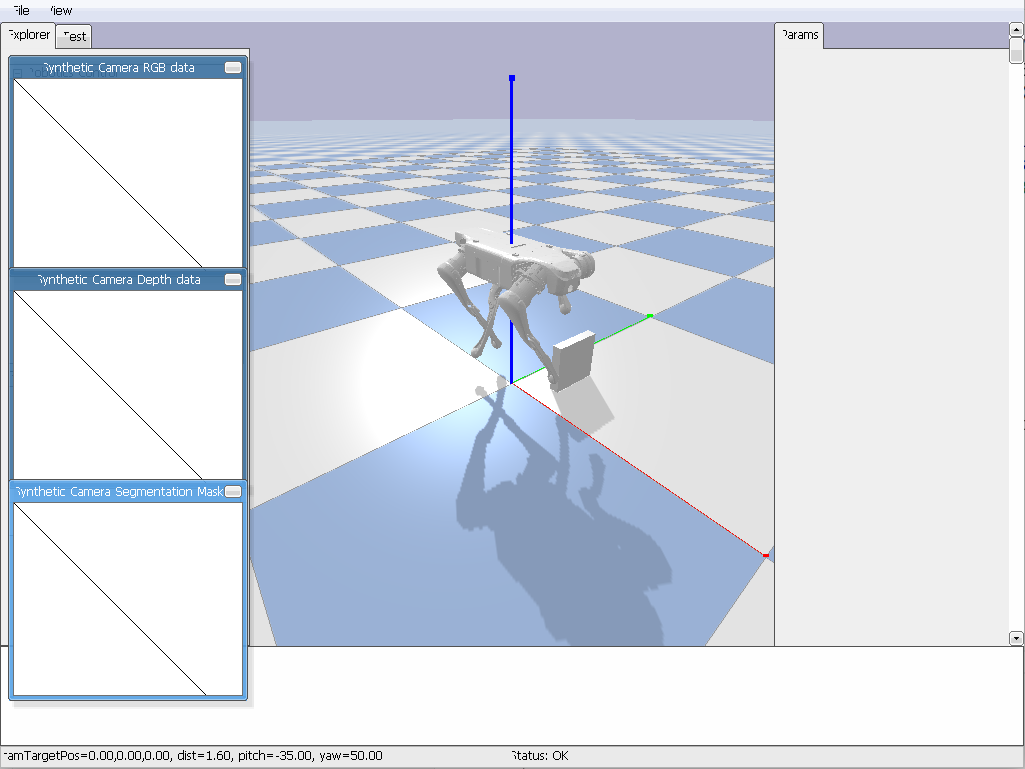 File View
Explorer Test Params
Synthetic Camera RGB data
Synthetic Camera Depth data
Synthetic Camera Segmentation Mask
camTargetPos=0.00,0.00,0.00, dist=1.60, pitch=-35.00, yaw=50.00 Status: OK